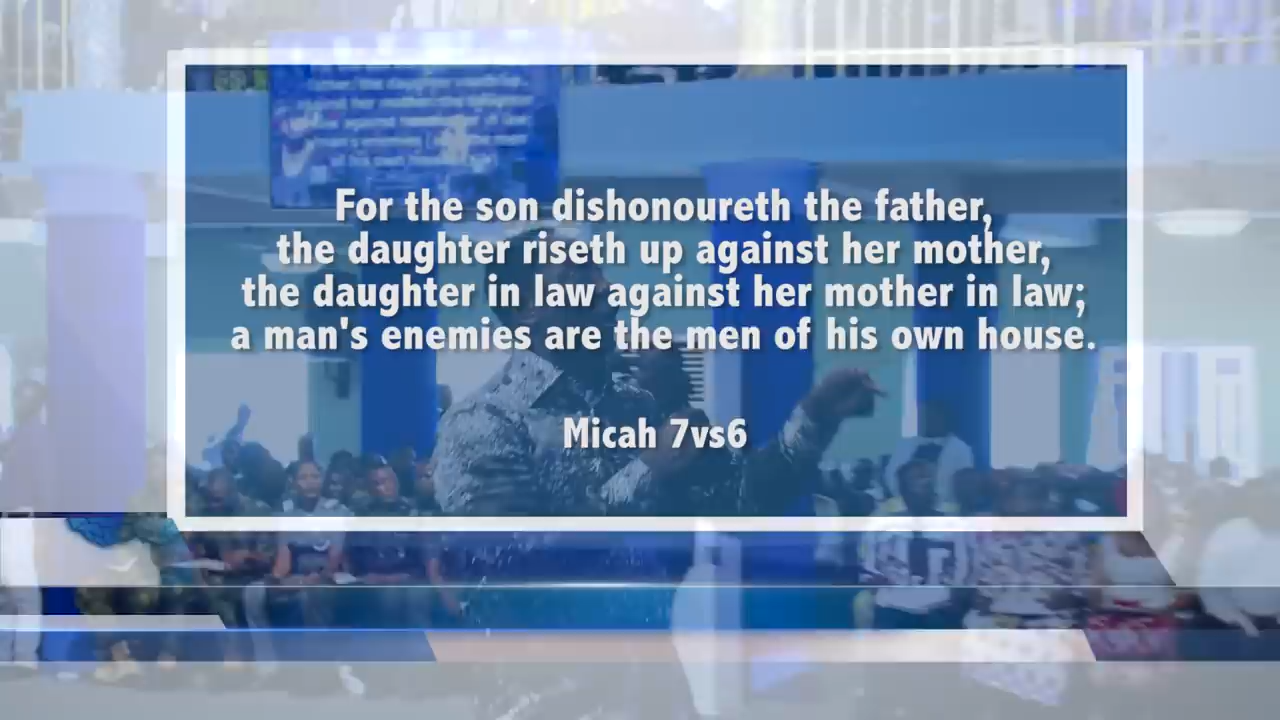 For the son dishonoureth the father,
the daughter riseth up against her mother,
the daughter in law against her mother in law;
a man's enemies are the men of his own house.
Micah 7vs6